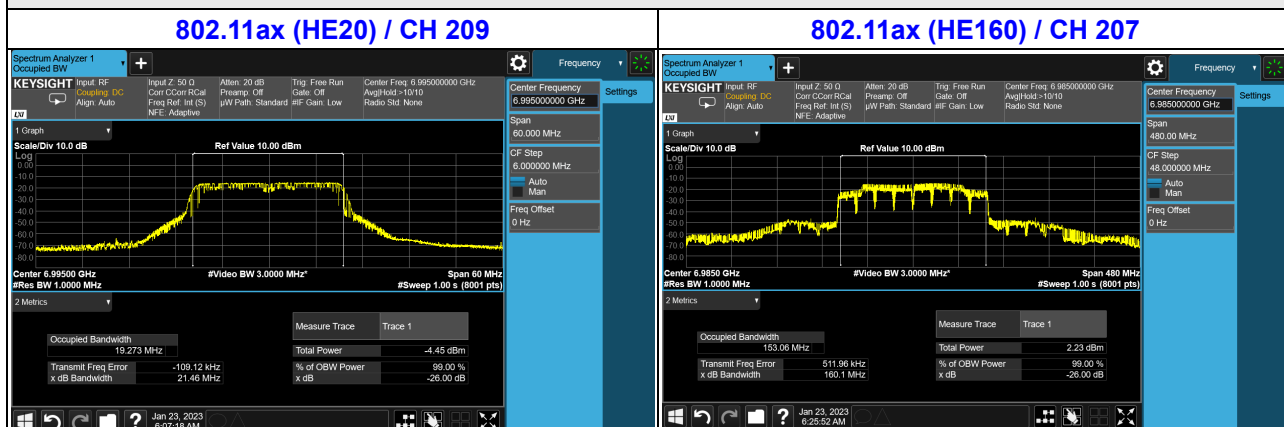 802.11ax (HE20) / CH 209
Spectrum Analyzer 1
Occupied BW
KEYSIGHT
Input: RF
Coupling: DC
Align: Auto
Input Z: 50 Ω
Corr CCorr RCal
Freq Ref: Int (S)
NFE: Adaptive
Atten: 20 dB
Preamp: Off
µW Path: Standard
Trig: Free Run
Gate: Off
#IF Gain: Low
Center Freq: 6.995000000 GHz
Avg|Hold:>10/10
Radio Std: None
LXI
1 Graph
Scale/Div 10.0 dB
Ref Value 10.00 dBm
Log
0.00
-10.0
-20.0
-30.0
-40.0
-50.0
-60.0
-70.0
-80.0
Center 6.99500 GHz
#Video BW 3.0000 MHz*
Span 60 MHz
#Res BW 1.0000 MHz
#Sweep 1.00 s (8001 pts)
2 Metrics
Measure Trace
Trace 1
Occupied Bandwidth
19.273 MHz
Total Power
-4.45 dBm
Transmit Freq Error
-109.12 kHz
% of OBW Power
99.00 %
x dB Bandwidth
21.46 MHz
x dB
-26.00 dB
?
Jan 23, 2023
6:07:18 AM
Frequency
Settings
Center Frequency
6.995000000 GHz
Span
60.000 MHz
CF Step
6.000000 MHz
Auto
Man
Freq Offset
0 Hz
802.11ax (HE160) / CH 207
Spectrum Analyzer 1
Occupied BW
KEYSIGHT
Input: RF
Coupling: DC
Align: Auto
Input Z: 50 Ω
Corr CCorr RCal
Freq Ref: Int (S)
NFE: Adaptive
Atten: 20 dB
Preamp: Off
µW Path: Standard
Trig: Free Run
Gate: Off
#IF Gain: Low
Center Freq: 6.985000000 GHz
Avg|Hold:>10/10
Radio Std: None
LXI
1 Graph
Scale/Div 10.0 dB
Ref Value 10.00 dBm
Log
0.00
-10.0
-20.0
-30.0
-40.0
-50.0
-60.0
-70.0
-80.0
Center 6.9850 GHz
#Video BW 3.0000 MHz*
Span 480 MHz
#Res BW 1.0000 MHz
#Sweep 1.00 s (8001 pts)
2 Metrics
Measure Trace
Trace 1
Occupied Bandwidth
153.06 MHz
Total Power
2.23 dBm
Transmit Freq Error
511.96 kHz
% of OBW Power
99.00 %
x dB Bandwidth
160.1 MHz
x dB
-26.00 dB
?
Jan 23, 2023
6:25:52 AM
Frequency
Settings
Center Frequency
6.985000000 GHz
Span
480.00 MHz
CF Step
48.000000 MHz
Auto
Man
Freq Offset
0 Hz